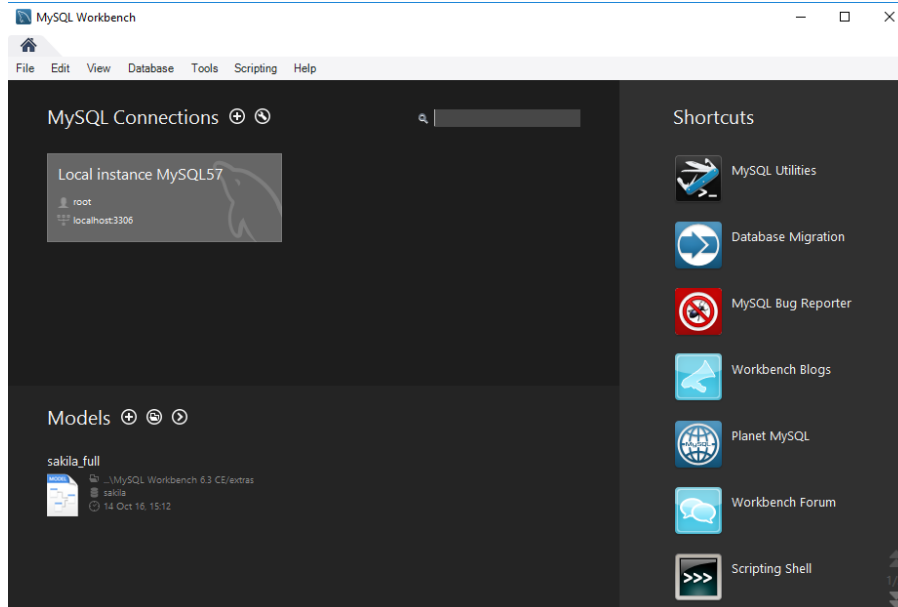 MySQL Workbench
File Edit View Database Tools Scripting Help
MySQL Connections
Local instance MySQL57
root
localhost:3306
Shortcuts
MySQL Utilities
Database Migration
MySQL Bug Reporter
Workbench Blogs
MySQL
Planet MySQL
Workbench Forum
>>>
Scripting Shell
Models
sakila_full
MODEL
...\MySQL Workbench 6.3 CE/extras
sakila
14 Oct 16, 15:12